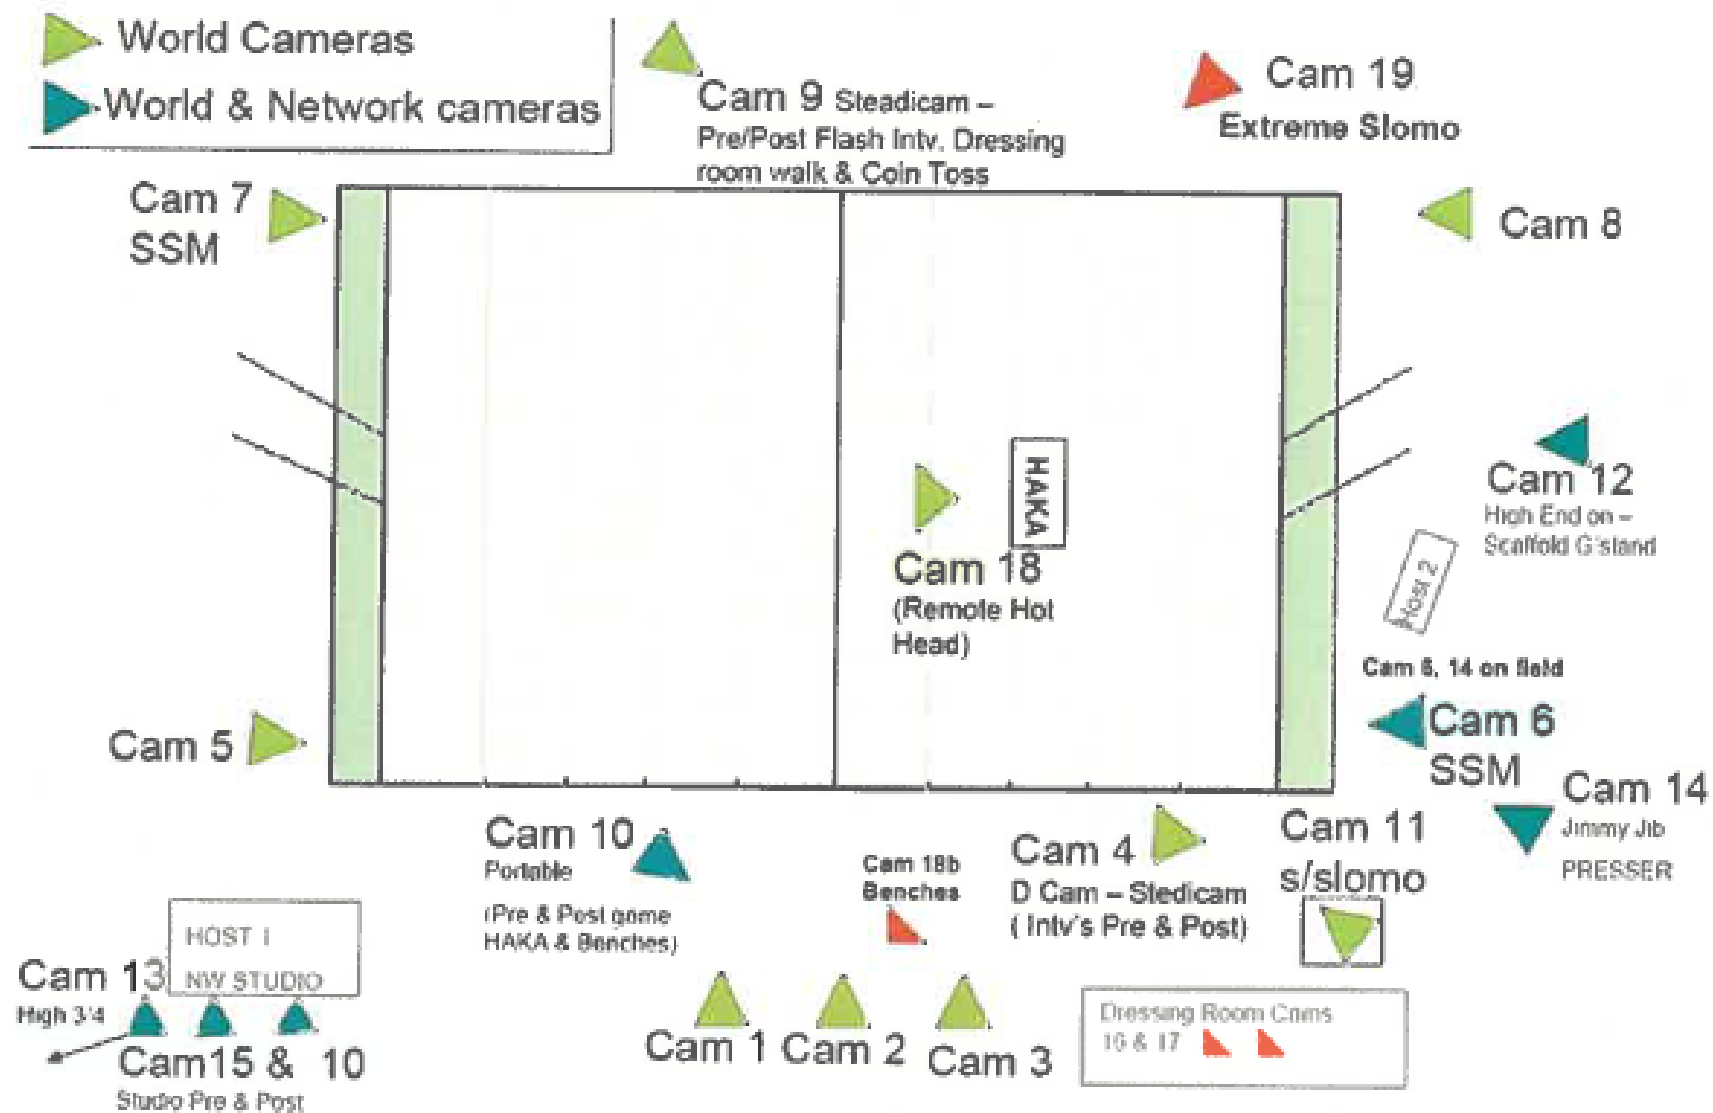 World Cameras
World & Network cameras
Cam 9 Steadicam –
Pre/Post Flash Intv. Dressing
room walk & Coin Toss
Cam 19
Extreme Slomo
Cam 7
SSM
Cam 8
HAKA
Cam 18
(Remote Hot
Head)
Cam 12
High End on –
Scaffold G'sland
Host 2
Cam 6, 14 on field
Cam 5
Cam 6
SSM
Cam 14
Jimmy Jib
PRESSER
Cam 10
Portable
(Pre & Post game
HAKA & Benches)
Cam 18b
Benches
Cam 4
D Cam – Stedicam
( Intv's Pre & Post)
Cam 11
s/slomo
HOST 1
NW STUDIO
Cam 13
High 3/4
Cam15 & 10
Studio Pre & Post
Cam 1
Cam 2
Cam 3
Dressing Room Cams
16 & 17